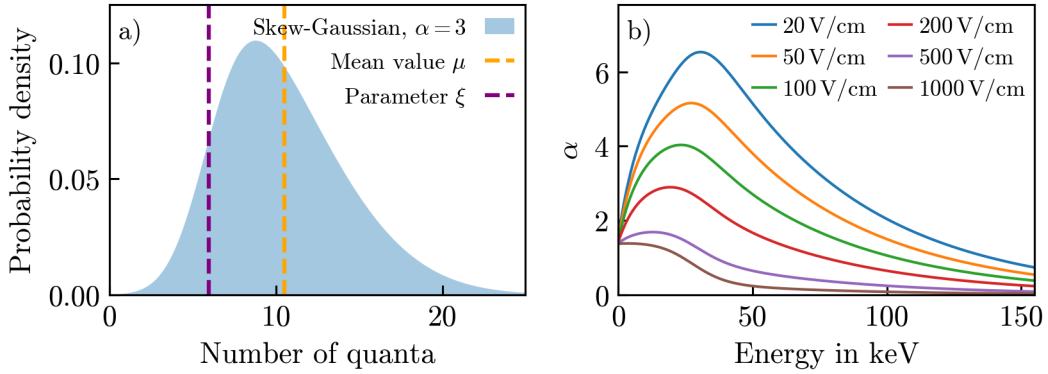 a)
Skew-Gaussian, α = 3
Mean value μ
Parameter ξ
Probability density
0.10
0.05
0.00
0
10
20
Number of quanta
b)
20 V/cm
50 V/cm
100 V/cm
200 V/cm
500 V/cm
1000 V/cm
α
6
4
2
0
0
50
100
150
Energy in keV